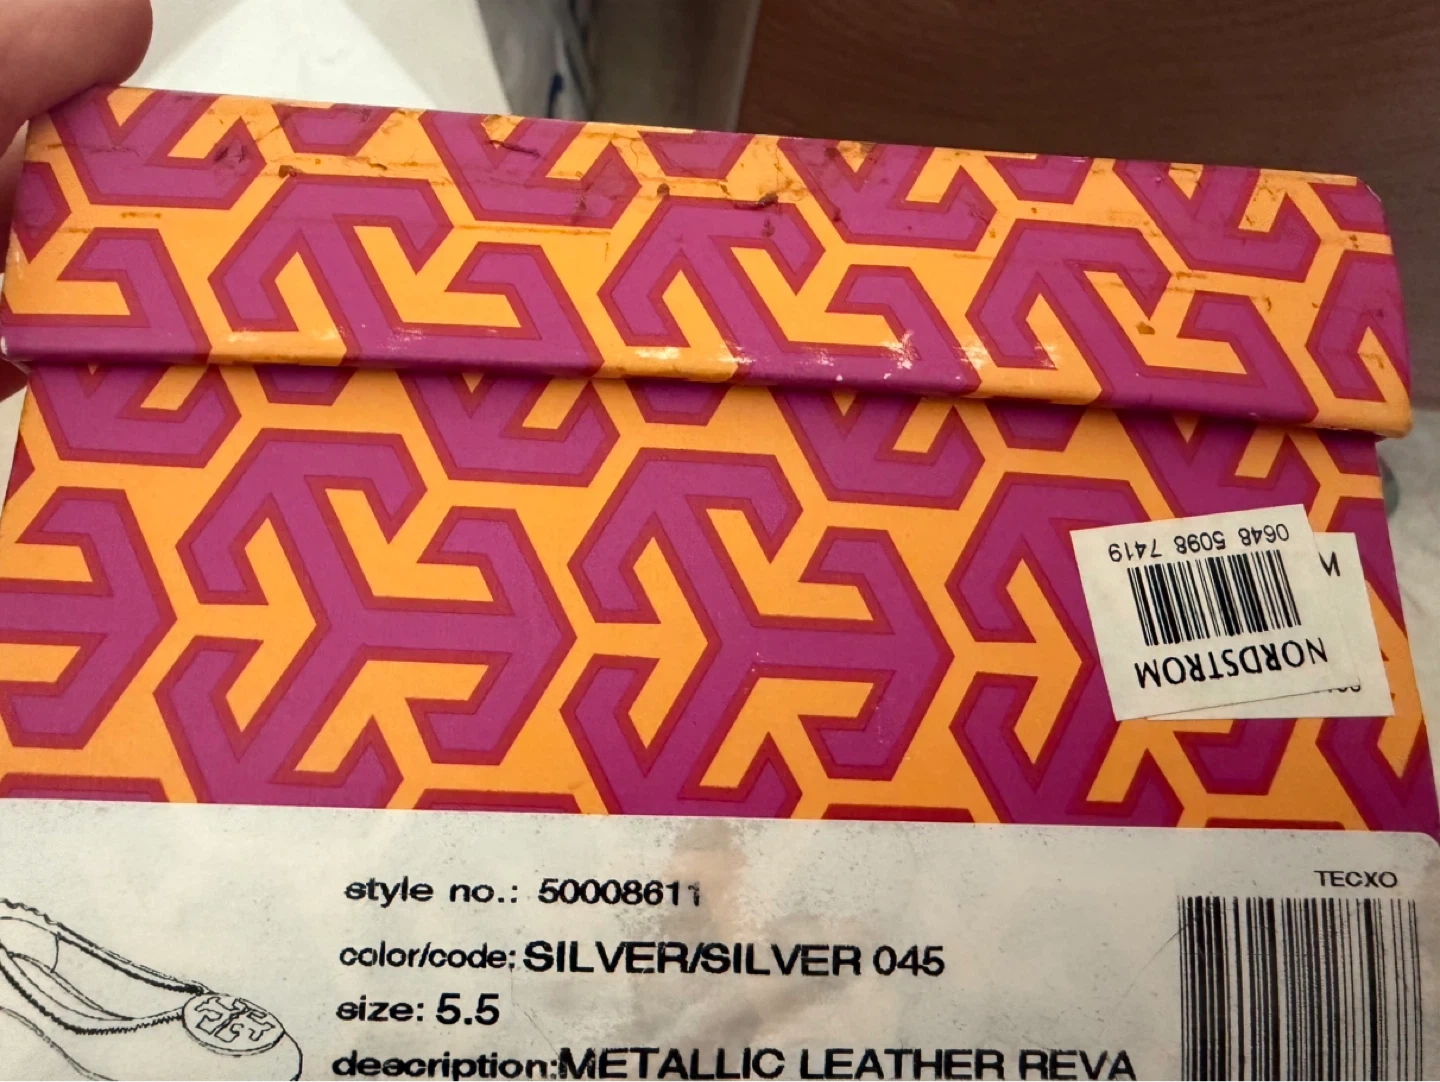 0648 5098 7419
NORDSTROM
TECXO
style no.: 50008611
color/code: SILVER/SILVER 045
size: 5.5
description: METALLIC LEATHER REVA